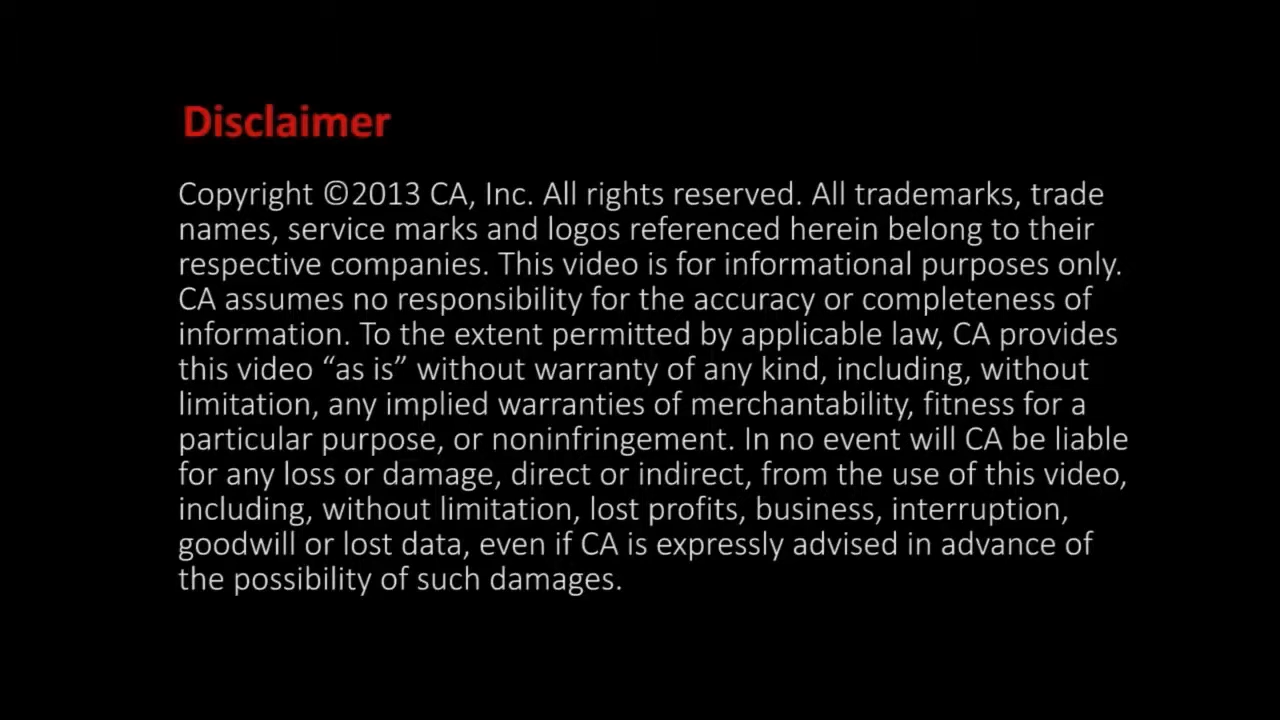 Disclaimer
Copyright ©2013 CA, Inc. All rights reserved. All trademarks, trade
names, service marks and logos referenced herein belong to their
respective companies. This video is for informational purposes only.
CA assumes no responsibility for the accuracy or completeness of
information. To the extent permitted by applicable law, CA provides
this video “as is” without warranty of any kind, including, without
limitation, any implied warranties of merchantability, fitness for a
particular purpose, or noninfringement. In no event will CA be liable
for any loss or damage, direct or indirect, from the use of this video,
including, without limitation, lost profits, business, interruption,
goodwill or lost data, even if CA is expressly advised in advance of
the possibility of such damages.